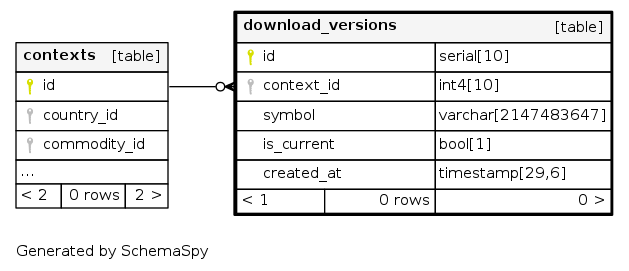 contexts [table]
id
country_id
commodity_id
...
< 2 0 rows 2 >
download_versions [table]
id serial[10]
context_id int4[10]
symbol varchar[2147483647]
is_current bool[1]
created_at timestamp[29,6]
< 1 0 rows 0 >
Generated by SchemaSpy